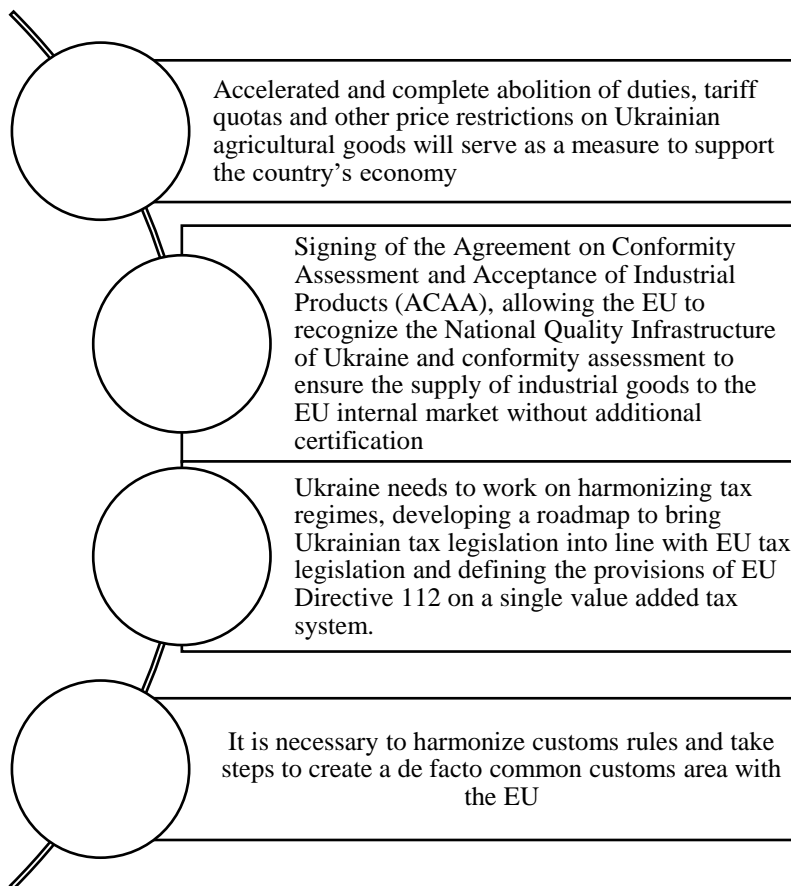 Accelerated and complete abolition of duties, tariff
quotas and other price restrictions on Ukrainian
agricultural goods will serve as a measure to support
the country’s economy
Signing of the Agreement on Conformity
Assessment and Acceptance of Industrial
Products (ACAA), allowing the EU to
recognize the National Quality Infrastructure
of Ukraine and conformity assessment to
ensure the supply of industrial goods to the
EU internal market without additional
certification
Ukraine needs to work on harmonizing tax
regimes, developing a roadmap to bring
Ukrainian tax legislation into line with EU tax
legislation and defining the provisions of EU
Directive 112 on a single value added tax
system.
It is necessary to harmonize customs rules and take
steps to create a de facto common customs area with
the EU